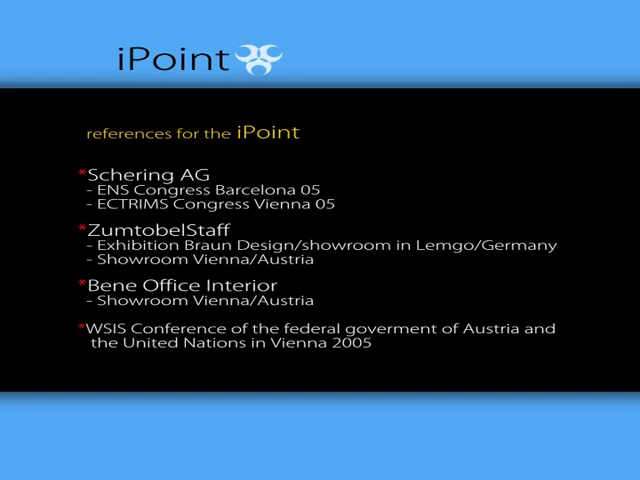 iPoint
references for the iPoint
*Schering AG
- ENS Congress Barcelona 05
- ECTRIMS Congress Vienna 05
*ZumtobelStaff
- Exhibition Braun Design/showroom in Lemgo/Germany
- Showroom Vienna/Austria
*Bene Office Interior
- Showroom Vienna/Austria
*WSIS Conference of the federal goverment of Austria and
the United Nations in Vienna 2005